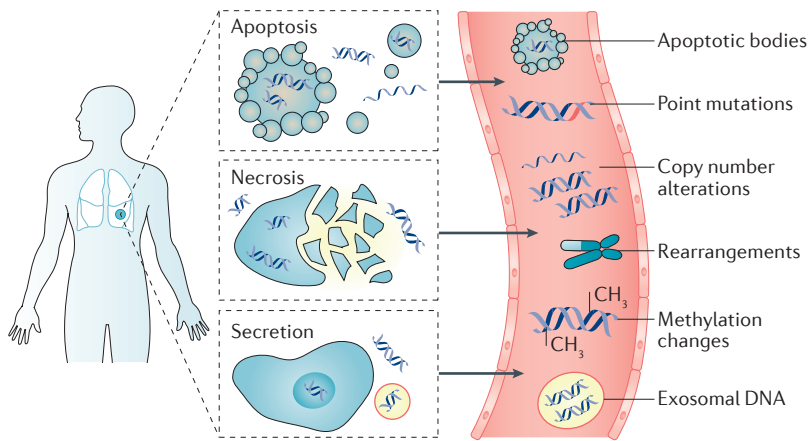 Apoptosis
Apoptotic bodies
Point mutations
Copy number
alterations
Necrosis
Rearrangements
CH₃
CH₃
Methylation
changes
Secretion
Exosomal DNA